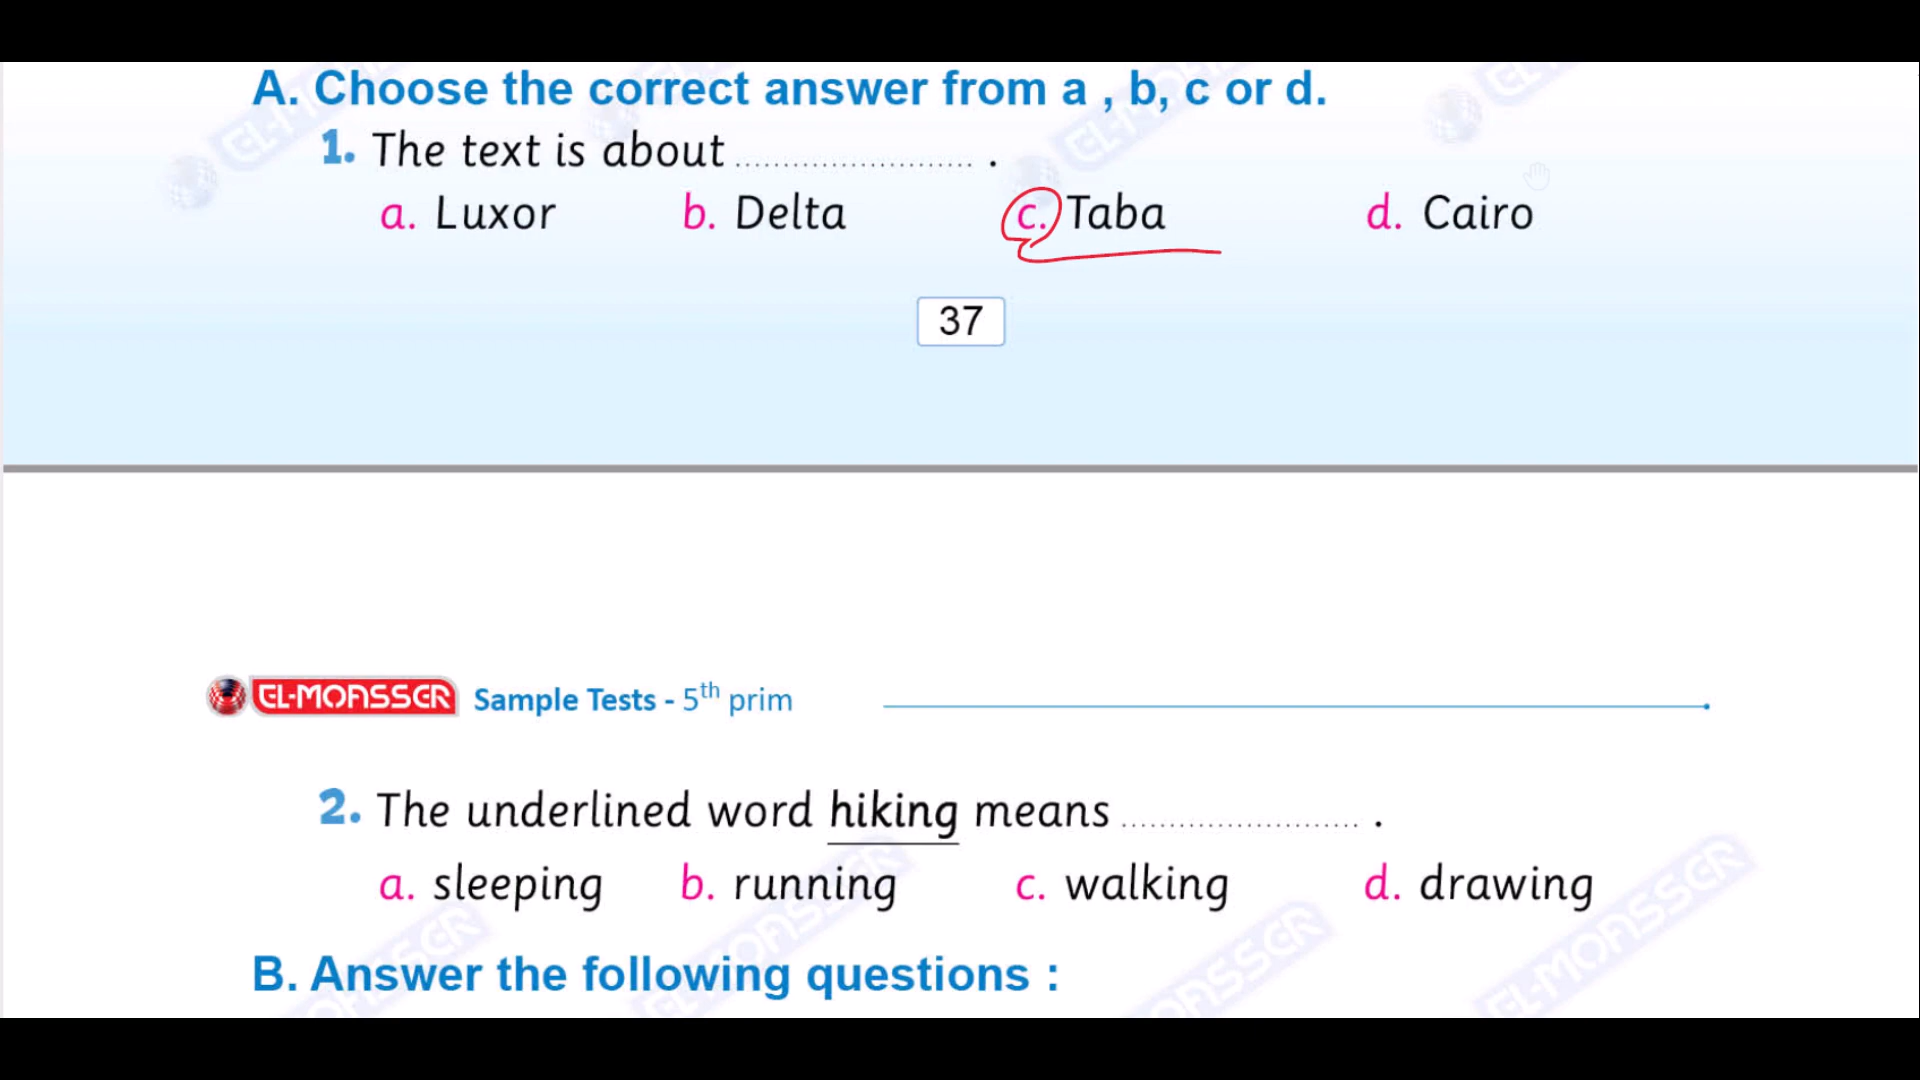 A. Choose the correct answer from a , b, c or d.
1. The text is about ........................ .
a. Luxor b. Delta c. Taba d. Cairo
37
EL-MOASSER Sample Tests - 5th prim
2. The underlined word hiking means ........................ .
a. sleeping b. running c. walking d. drawing
B. Answer the following questions :